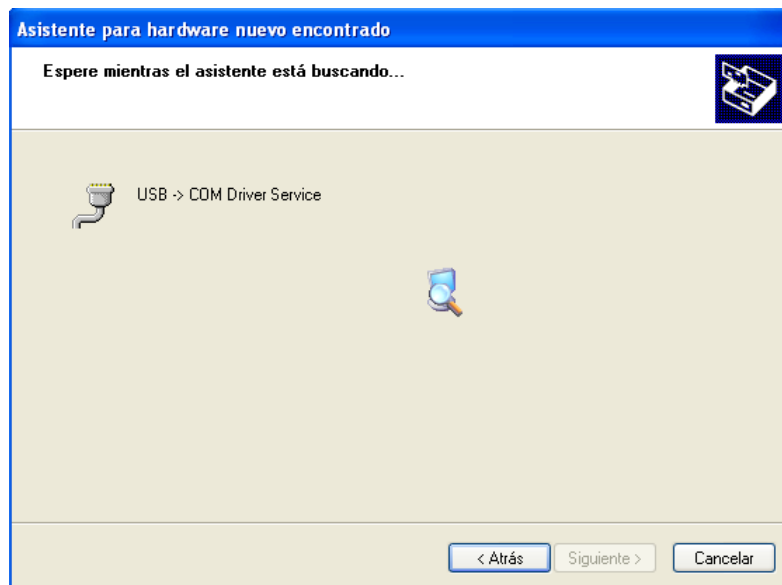 Asistente para hardware nuevo encontrado
Espere mientras el asistente está buscando...
USB -> COM Driver Service
< Atrás
Siguiente >
Cancelar